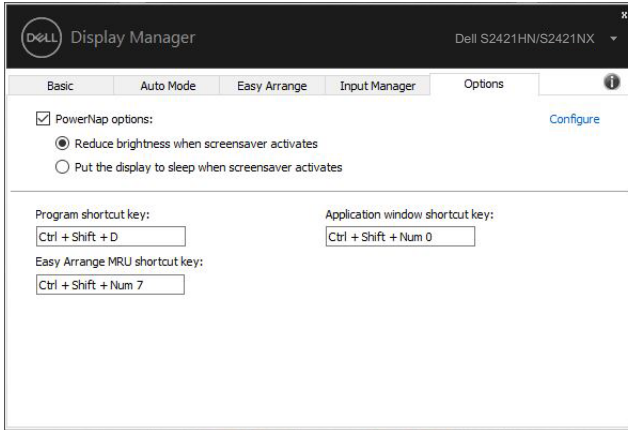 x
DELL Display Manager
Dell S2421HN/S2421NX
Basic Auto Mode Easy Arrange Input Manager Options i
PowerNap options: Configure
Reduce brightness when screensaver activates
Put the display to sleep when screensaver activates
Program shortcut key: Application window shortcut key:
Ctrl + Shift + D Ctrl + Shift + Num 0
Easy Arrange MRU shortcut key:
Ctrl + Shift + Num 7